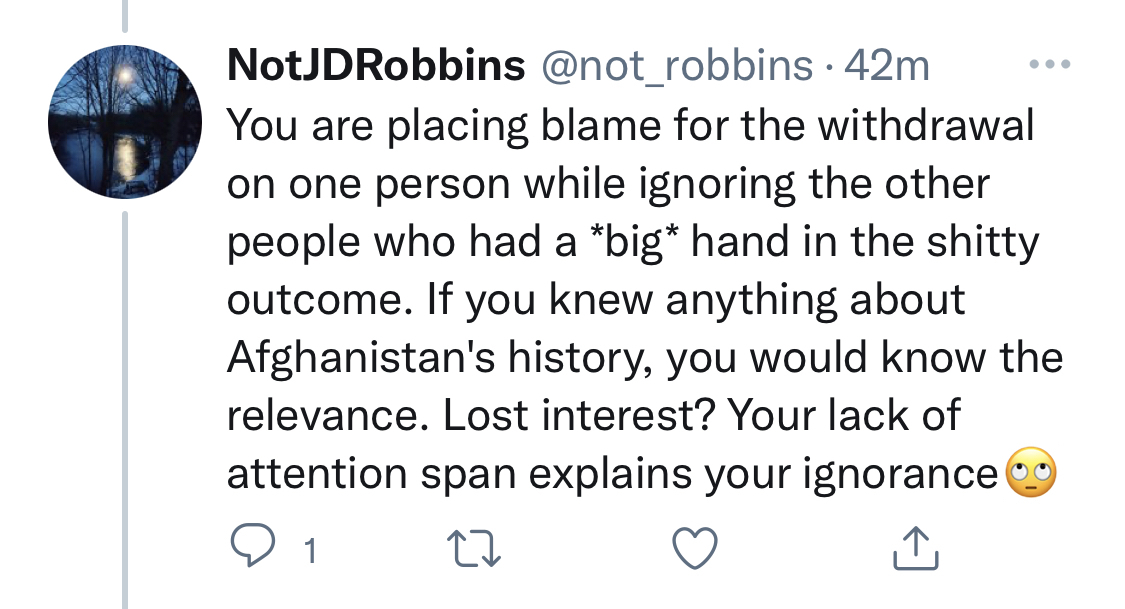 NotJDRobbins @not_robbins · 42m
You are placing blame for the withdrawal
on one person while ignoring the other
people who had a *big* hand in the shitty
outcome. If you knew anything about
Afghanistan's history, you would know the
relevance. Lost interest? Your lack of
attention span explains your ignorance🙄
1